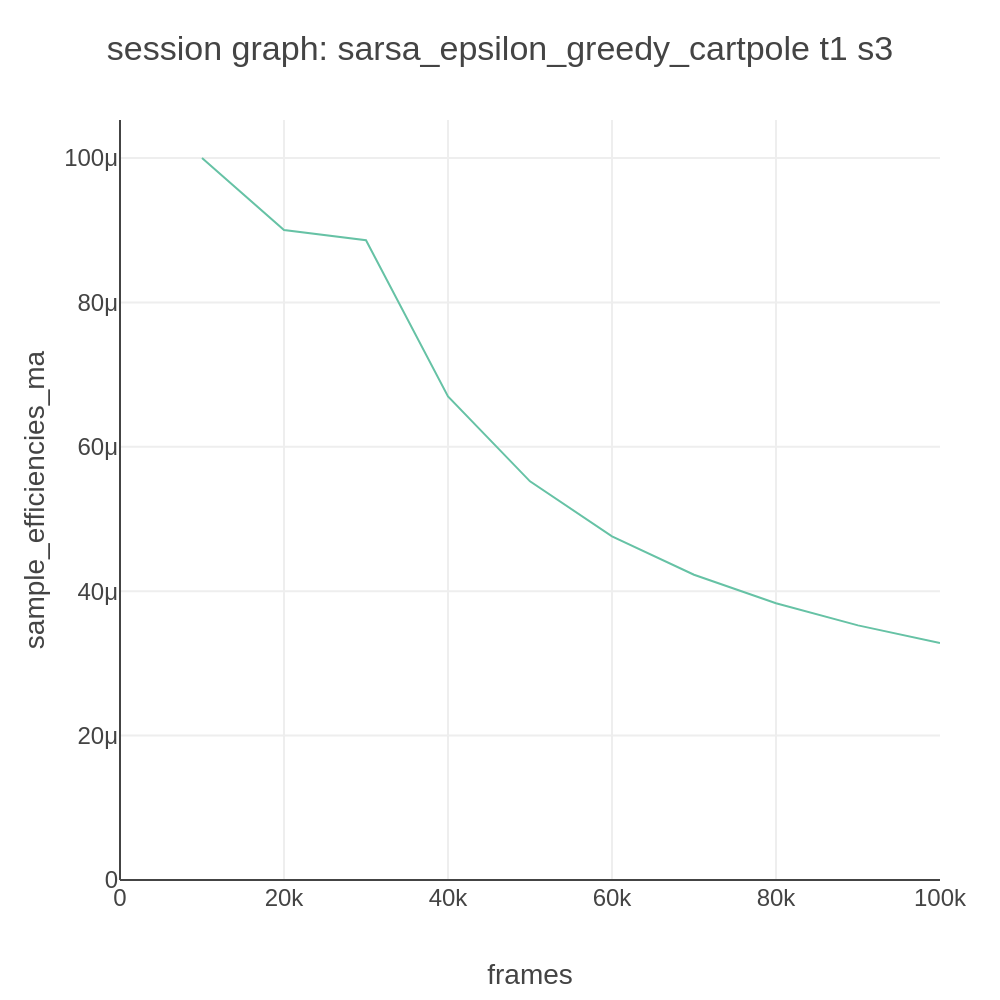 session graph: sarsa_epsilon_greedy_cartpole t1 s3
100μ
80μ
60μ
40μ
20μ
0
sample_efficiencies_ma
0 20k 40k 60k 80k 100k
frames